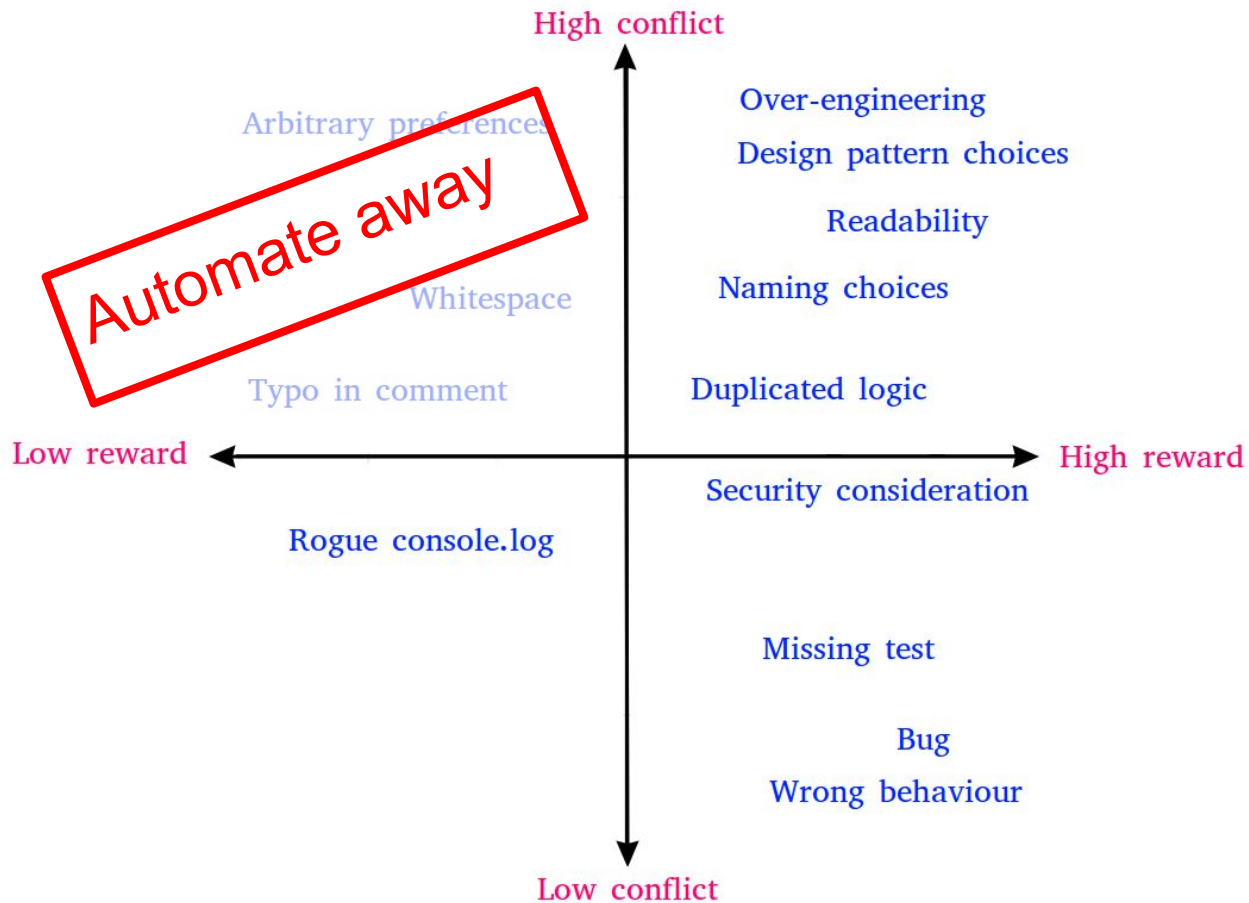 High conflict
Over-engineering
Arbitrary preferences
Design pattern choices
Automate away
Readability
Naming choices
Whitespace
Typo in comment
Duplicated logic
Low reward
High reward
Security consideration
Rogue console.log
Missing test
Bug
Wrong behaviour
Low conflict